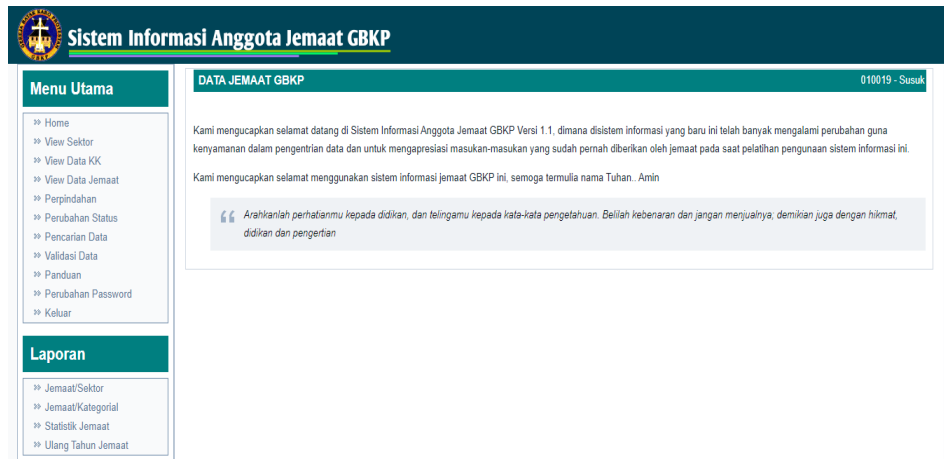 Sistem Informasi Anggota Jemaat GBKP
Menu Utama
Home
View Sektor
View Data KK
View Data Jemaat
Perpindahan
Perubahan Status
Pencarian Data
Validasi Data
Panduan
Perubahan Password
Keluar
Laporan
Jemaat/Sektor
Jemaat/Kategorial
Statistik Jemaat
Ulang Tahun Jemaat
DATA JEMAAT GBKP
010019 - Susuk
Kami mengucapkan selamat datang di Sistem Informasi Anggota Jemaat GBKP Versi 1.1, dimana disistem informasi yang baru ini telah banyak mengalami perubahan guna
kenyamanan dalam pengentrian data dan untuk mengapresiasi masukan-masukan yang sudah pernah diberikan oleh jemaat pada saat pelatihan pengunaan sistem informasi ini.
Kami mengucapkan selamat menggunakan sistem informasi jemaat GBKP ini, semoga termulia nama Tuhan.. Amin
Arahkanlah perhatianmu kepada didikan, dan telingamu kepada kata-kata pengetahuan. Belilah kebenaran dan jangan menjualnya; demikian juga dengan hikmat,
didikan dan pengertian